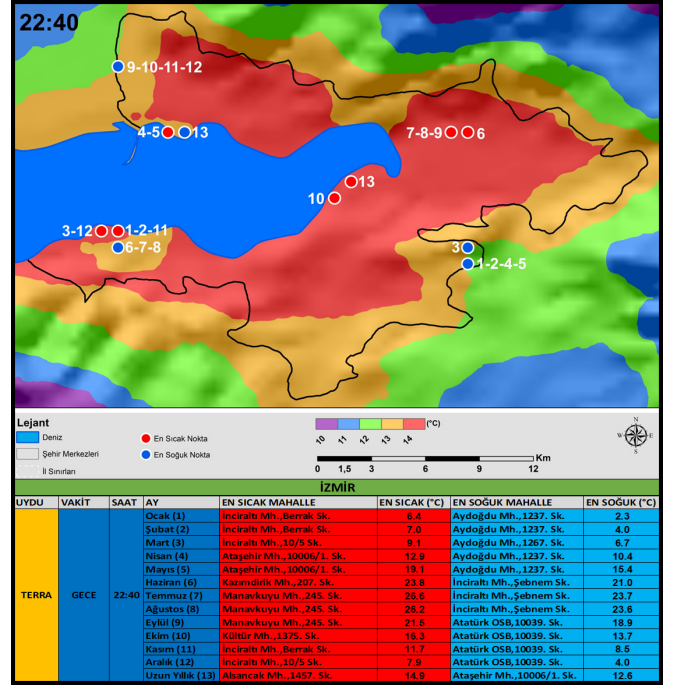 22:40
9-10-11-12
4-5
13
7-8-9
6
13
10
3-12
1-2-11
6-7-8
3
1-2-4-5
Lejant
Deniz
Şehir Merkezleri
İl Sınırları
En Sıcak Nokta
En Soğuk Nokta
(°C)
10 11 12 13 14
0 1,5 3 6 9 12 Km
N
W E
S
İZMİR
UYDU VAKİT SAAT AY EN SICAK MAHALLE EN SICAK (°C) EN SOĞUK MAHALLE EN SOĞUK (°C)
Ocak (1) İnciraltı Mh.,Berrak Sk. 6.4 Aydoğdu Mh.,1237. Sk. 2.3
Şubat (2) İnciraltı Mh.,Berrak Sk. 7.0 Aydoğdu Mh.,1237. Sk. 4.0
Mart (3) İnciraltı Mh.,10/5 Sk. 9.1 Aydoğdu Mh.,1267. Sk. 6.7
Nisan (4) Ataşehir Mh.,10006/1. Sk. 12.9 Aydoğdu Mh.,1237. Sk. 10.4
Mayıs (5) Ataşehir Mh.,10006/1. Sk. 19.1 Aydoğdu Mh.,1237. Sk. 15.4
Haziran (6) Kazımdirik Mh.,207. Sk. 23.8 İnciraltı Mh.,Şebnem Sk. 21.0
TERRA GECE 22:40 Temmuz (7) Manavkuyu Mh.,245. Sk. 26.6 İnciraltı Mh.,Şebnem Sk. 23.7
Ağustos (8) Manavkuyu Mh.,245. Sk. 26.2 İnciraltı Mh.,Şebnem Sk. 23.6
Eylül (9) Manavkuyu Mh.,245. Sk. 21.5 Atatürk OSB,10039. Sk. 18.9
Ekim (10) Kültür Mh.,1375. Sk. 16.3 Atatürk OSB,10039. Sk. 13.7
Kasım (11) İnciraltı Mh.,Berrak Sk. 11.7 Atatürk OSB,10039. Sk. 8.5
Aralık (12) İnciraltı Mh.,10/5 Sk. 7.9 Atatürk OSB,10039. Sk. 4.0
Uzun Yıllık (13) Alsancak Mh.,1457. Sk. 14.9 Ataşehir Mh.,10006/1. Sk. 12.6